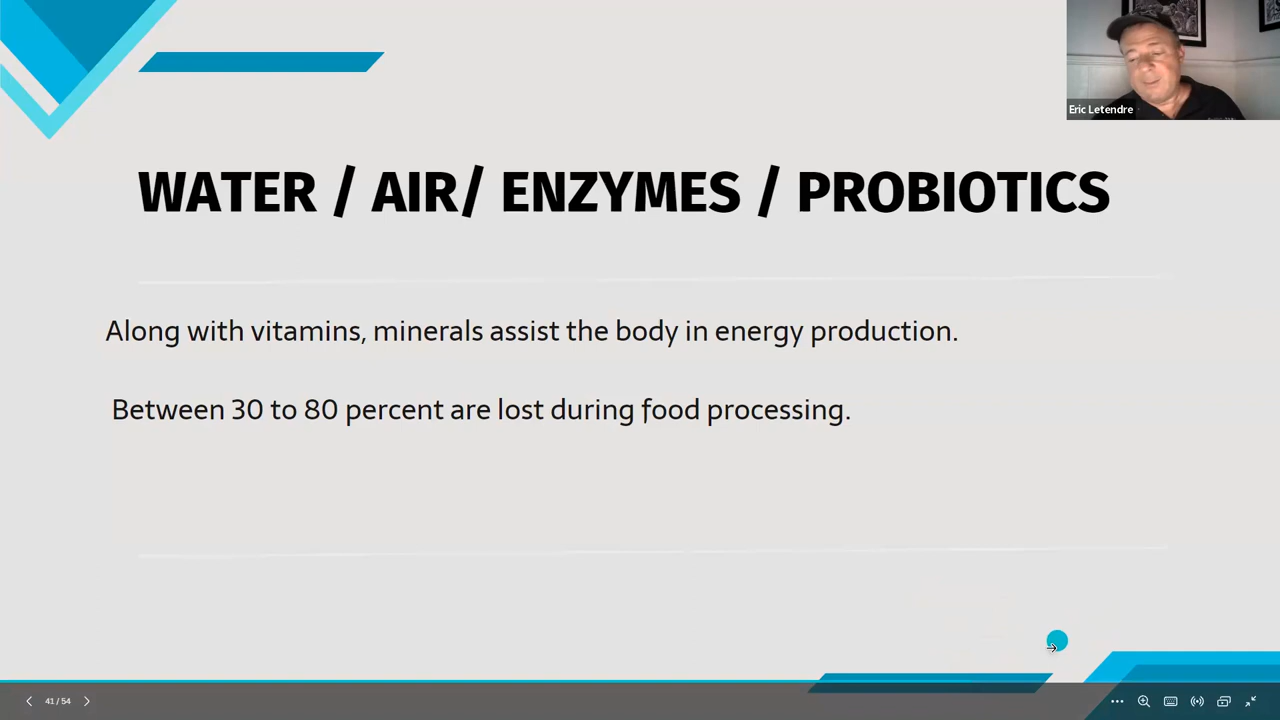 Eric Letendre
WATER / AIR/ ENZYMES / PROBIOTICS
Along with vitamins, minerals assist the body in energy production.
Between 30 to 80 percent are lost during food processing.
41 / 54